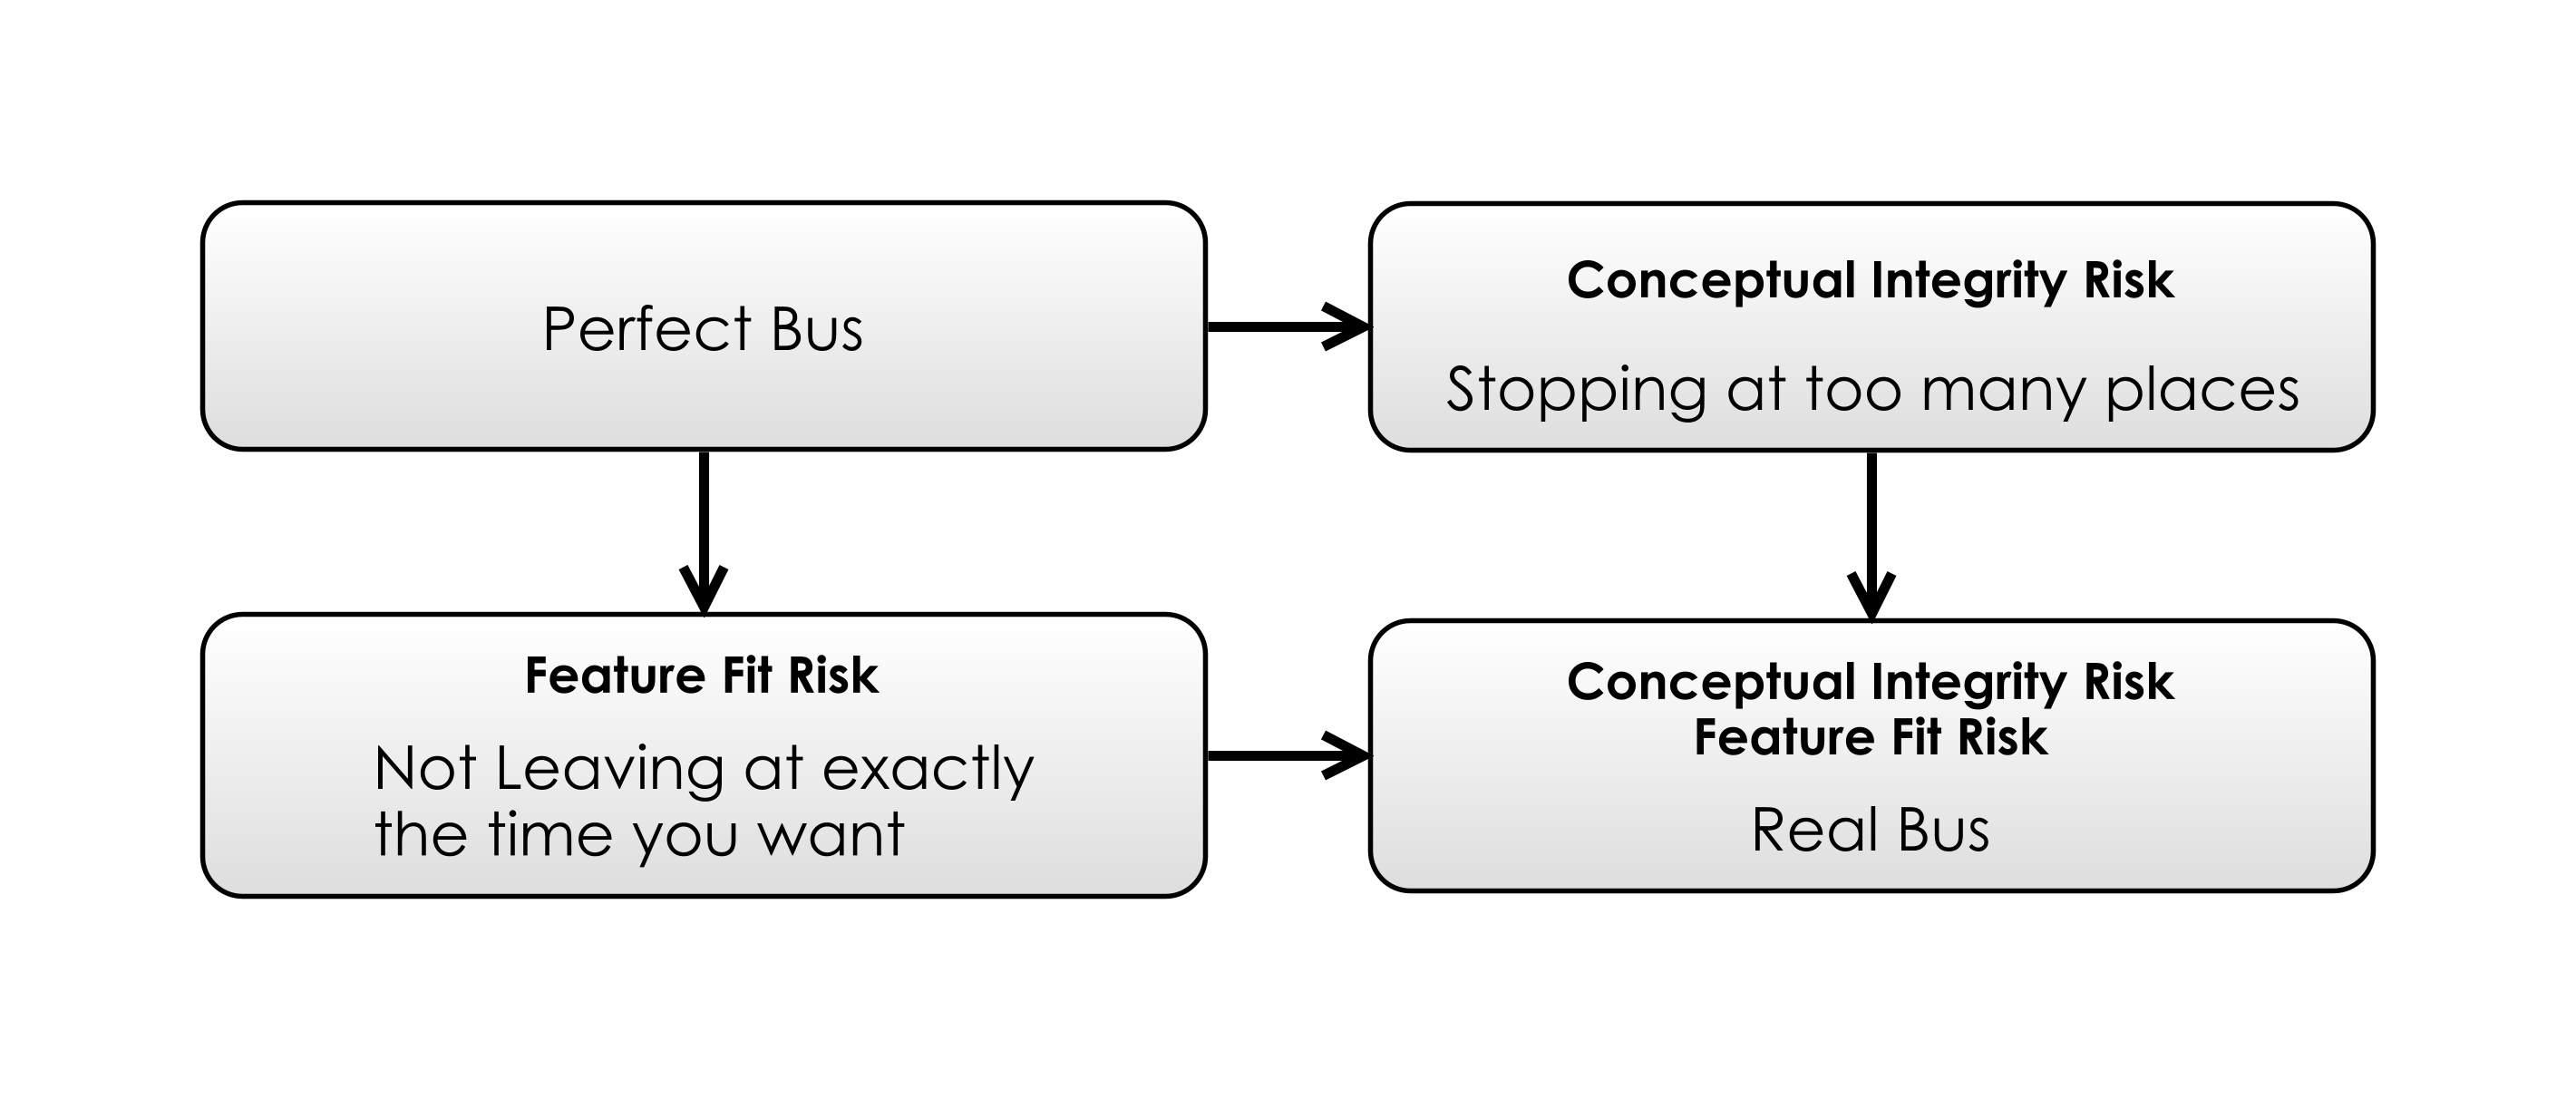 Perfect Bus
Conceptual Integrity Risk
Stopping at too many places
Feature Fit Risk
Not Leaving at exactly
the time you want
Conceptual Integrity Risk
Feature Fit Risk
Real Bus